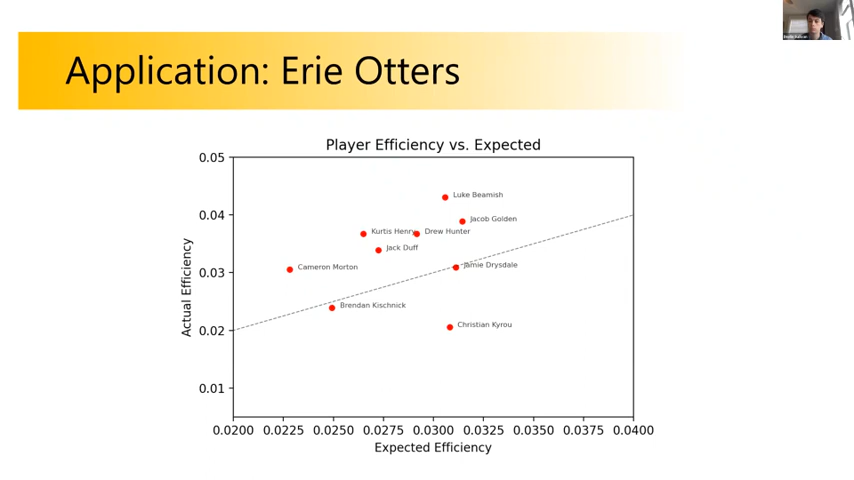 Application: Erie Otters
Player Efficiency vs. Expected
0.05
Luke Beamish
0.04
Jacob Golden
Kurtis Henry
Drew Hunter
Jack Duff
Actual Efficiency
0.03
Cameron Morton
Jamie Drysdale
Brendan Kischnick
0.02
Christian Kyrou
0.01
0.0200 0.0225 0.0250 0.0275 0.0300 0.0325 0.0350 0.0375 0.0400
Expected Efficiency